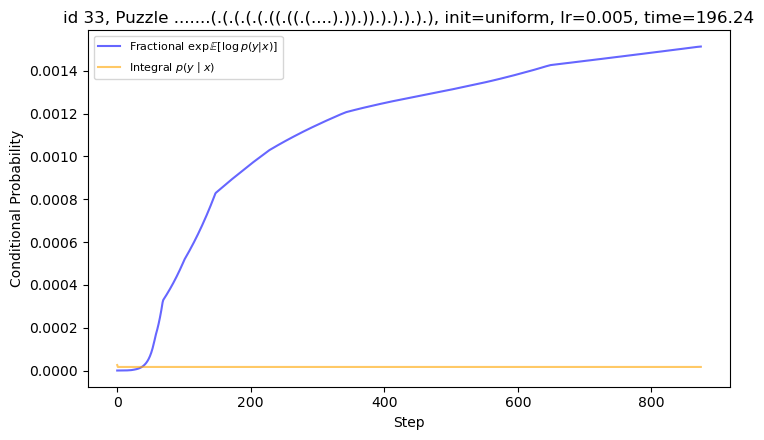 id 33, Puzzle .......(.(.(.(.(.((.((.(....).)).)).).).).).), init=uniform, lr=0.005, time=196.24
Fractional exp𝔼[log p(y|x)]
Integral p(y | x)
Conditional Probability
0.0014
0.0012
0.0010
0.0008
0.0006
0.0004
0.0002
0.0000
0 200 400 600 800
Step